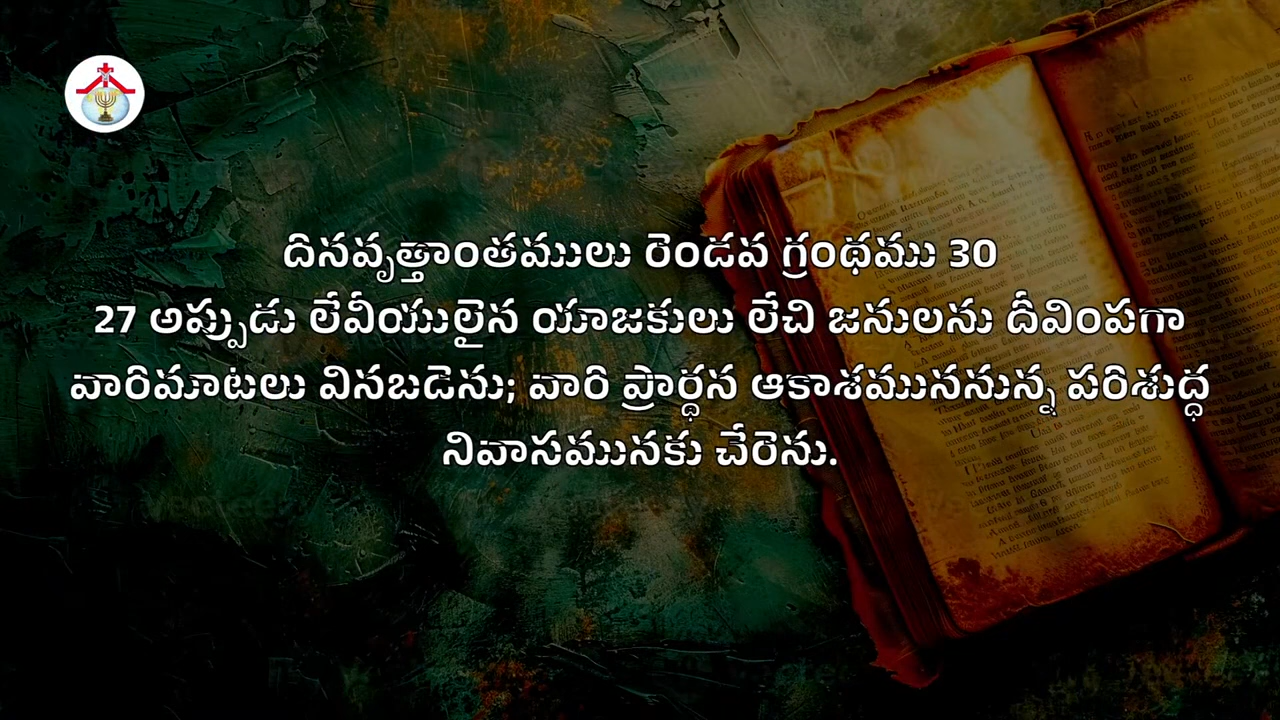 దినవృత్తాంతములు రెండవ గ్రంథము 30
27 అప్పుడు లేవీయులైన యాజకులు లేచి జనులను దీవింపగా
వారిమాటలు వినబడెను; వారి ప్రార్థన ఆకాశముననున్న పరిశుద్ధ
నివాసమునకు చేరెను.